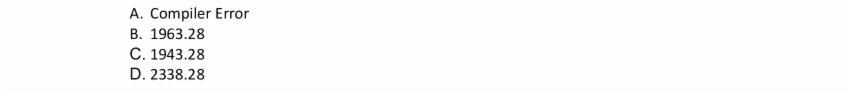 A. Compiler Error
B. 1963.28
C. 1943.28
D. 2338.28